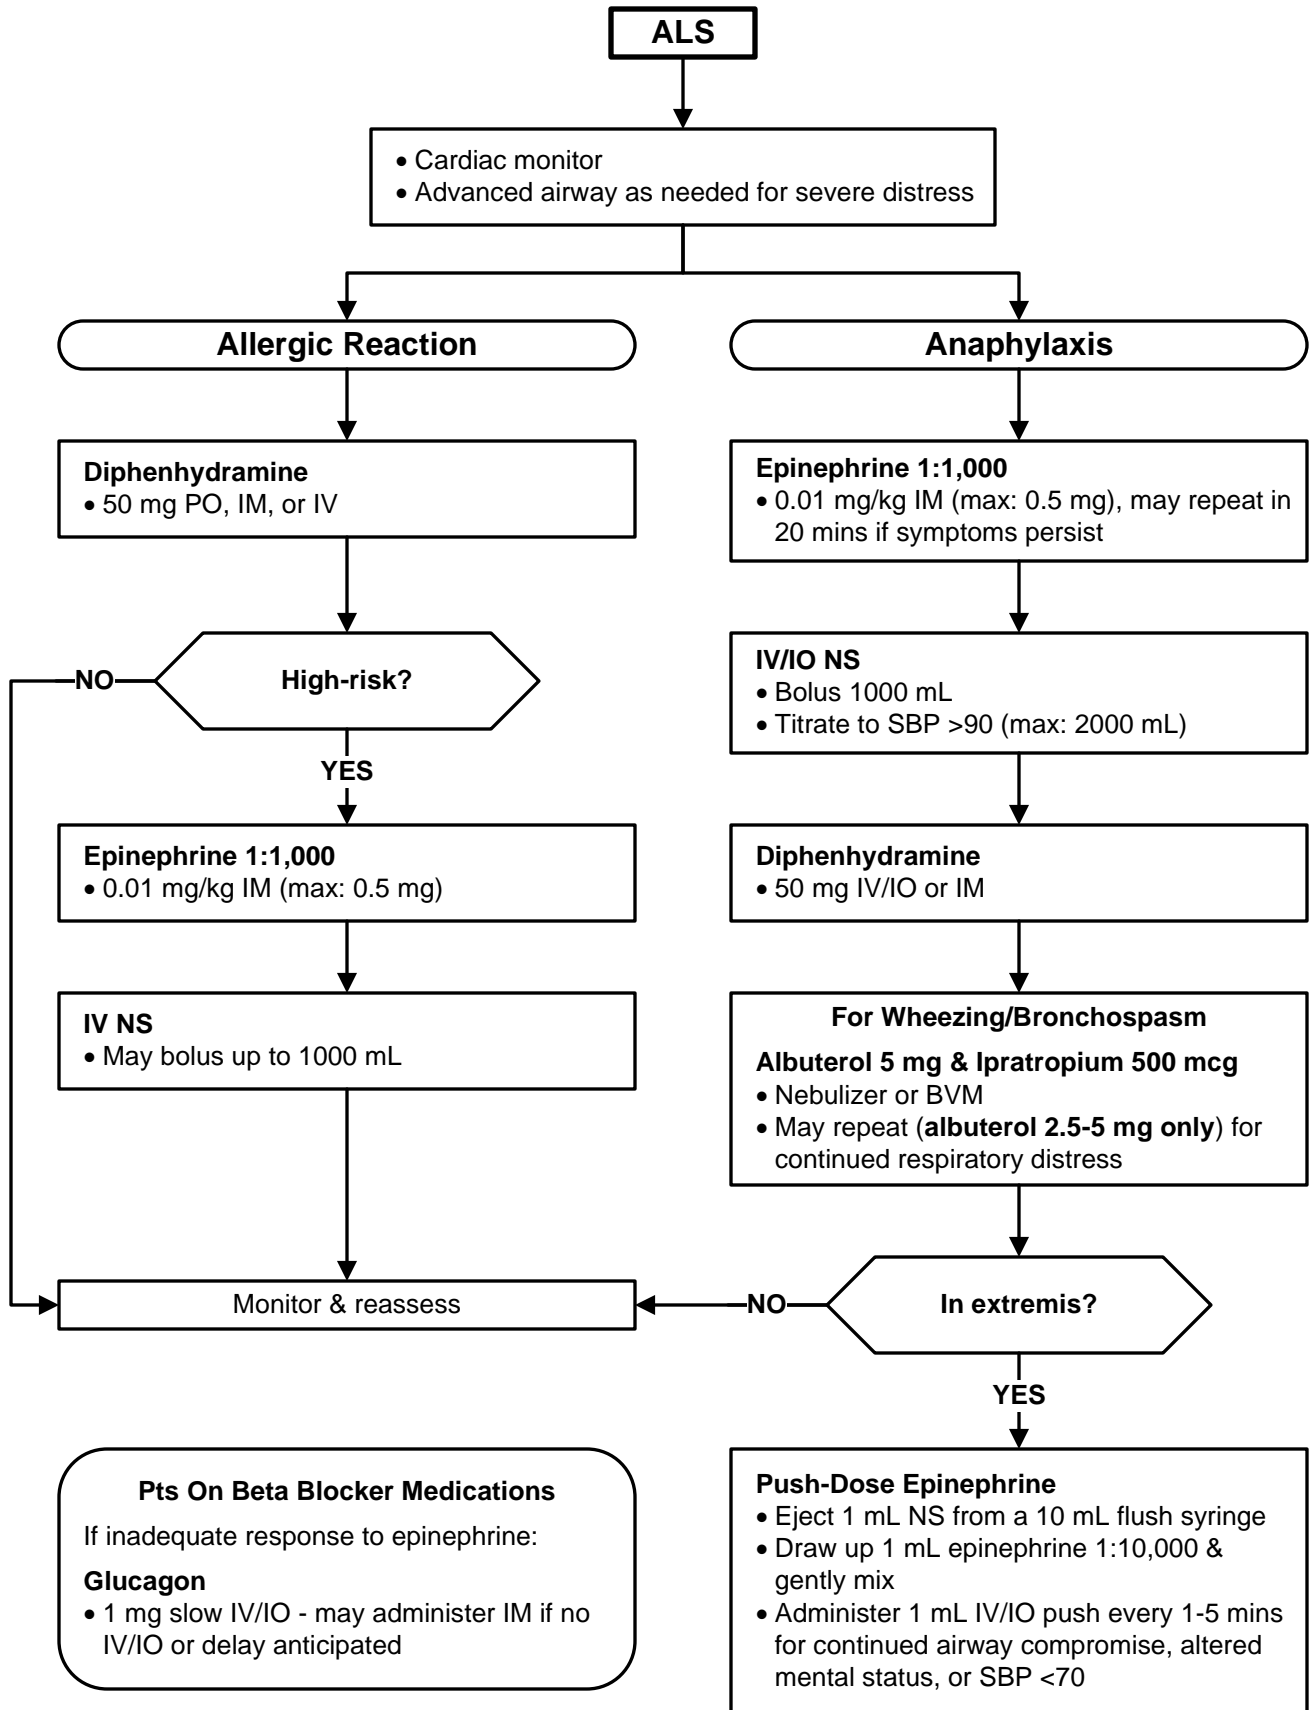 ALS
• Cardiac monitor
• Advanced airway as needed for severe distress
Allergic Reaction
Diphenhydramine
• 50 mg PO, IM, or IV
High-risk?
NO
YES
Epinephrine 1:1,000
• 0.01 mg/kg IM (max: 0.5 mg)
IV NS
• May bolus up to 1000 mL
Monitor & reassess
Anaphylaxis
Epinephrine 1:1,000
• 0.01 mg/kg IM (max: 0.5 mg), may repeat in
20 mins if symptoms persist
IV/IO NS
• Bolus 1000 mL
• Titrate to SBP >90 (max: 2000 mL)
Diphenhydramine
• 50 mg IV/IO or IM
For Wheezing/Bronchospasm
Albuterol 5 mg & Ipratropium 500 mcg
• Nebulizer or BVM
• May repeat (albuterol 2.5-5 mg only) for
continued respiratory distress
In extremis?
NO
YES
Push-Dose Epinephrine
• Eject 1 mL NS from a 10 mL flush syringe
• Draw up 1 mL epinephrine 1:10,000 &
gently mix
• Administer 1 mL IV/IO push every 1-5 mins
for continued airway compromise, altered
mental status, or SBP <70
Pts On Beta Blocker Medications
If inadequate response to epinephrine:
Glucagon
• 1 mg slow IV/IO - may administer IM if no
IV/IO or delay anticipated